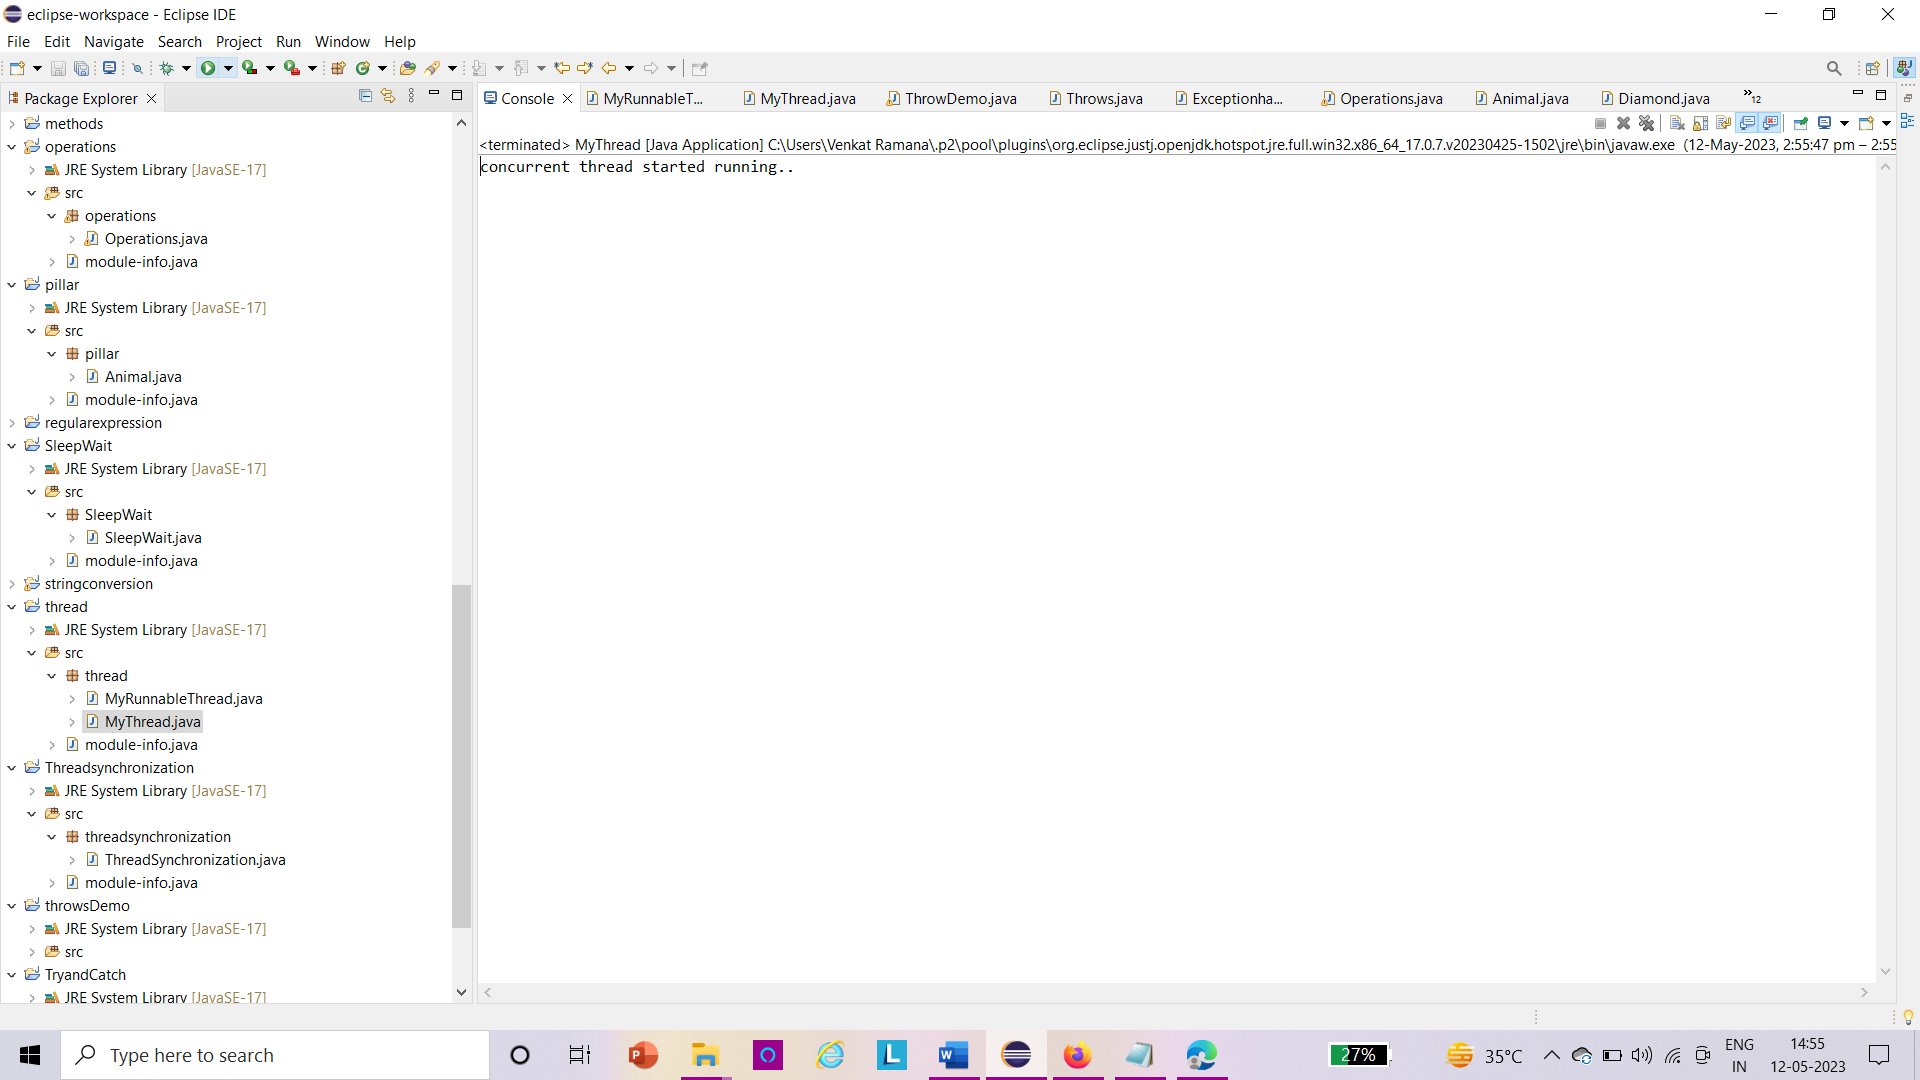 eclipse-workspace - Eclipse IDE
File Edit Navigate Search Project Run Window Help
Package Explorer
methods
operations
JRE System Library [JavaSE-17]
src
operations
Operations.java
module-info.java
pillar
JRE System Library [JavaSE-17]
src
pillar
Animal.java
module-info.java
regularexpression
SleepWait
JRE System Library [JavaSE-17]
src
SleepWait
SleepWait.java
module-info.java
stringconversion
thread
JRE System Library [JavaSE-17]
src
thread
MyRunnableThread.java
MyThread.java
module-info.java
Threadsynchronization
JRE System Library [JavaSE-17]
src
threadsynchronization
ThreadSynchronization.java
module-info.java
throwsDemo
JRE System Library [JavaSE-17]
src
TryandCatch
JRE System Library [JavaSE-17]
Console MyRunnableT... MyThread.java ThrowDemo.java Throws.java Exceptionha... Operations.java Animal.java Diamond.java »12
<terminated> MyThread [Java Application] C:\Users\Venkat Ramana\.p2\pool\plugins\org.eclipse.justj.openjdk.hotspot.jre.full.win32.x86_64_17.0.7.v20230425-1502\jre\bin\javaw.exe (12-May-2023, 2:55:47 pm – 2:55
concurrent thread started running..
Type here to search
27%
35°C
ENG
IN
14:55
12-05-2023